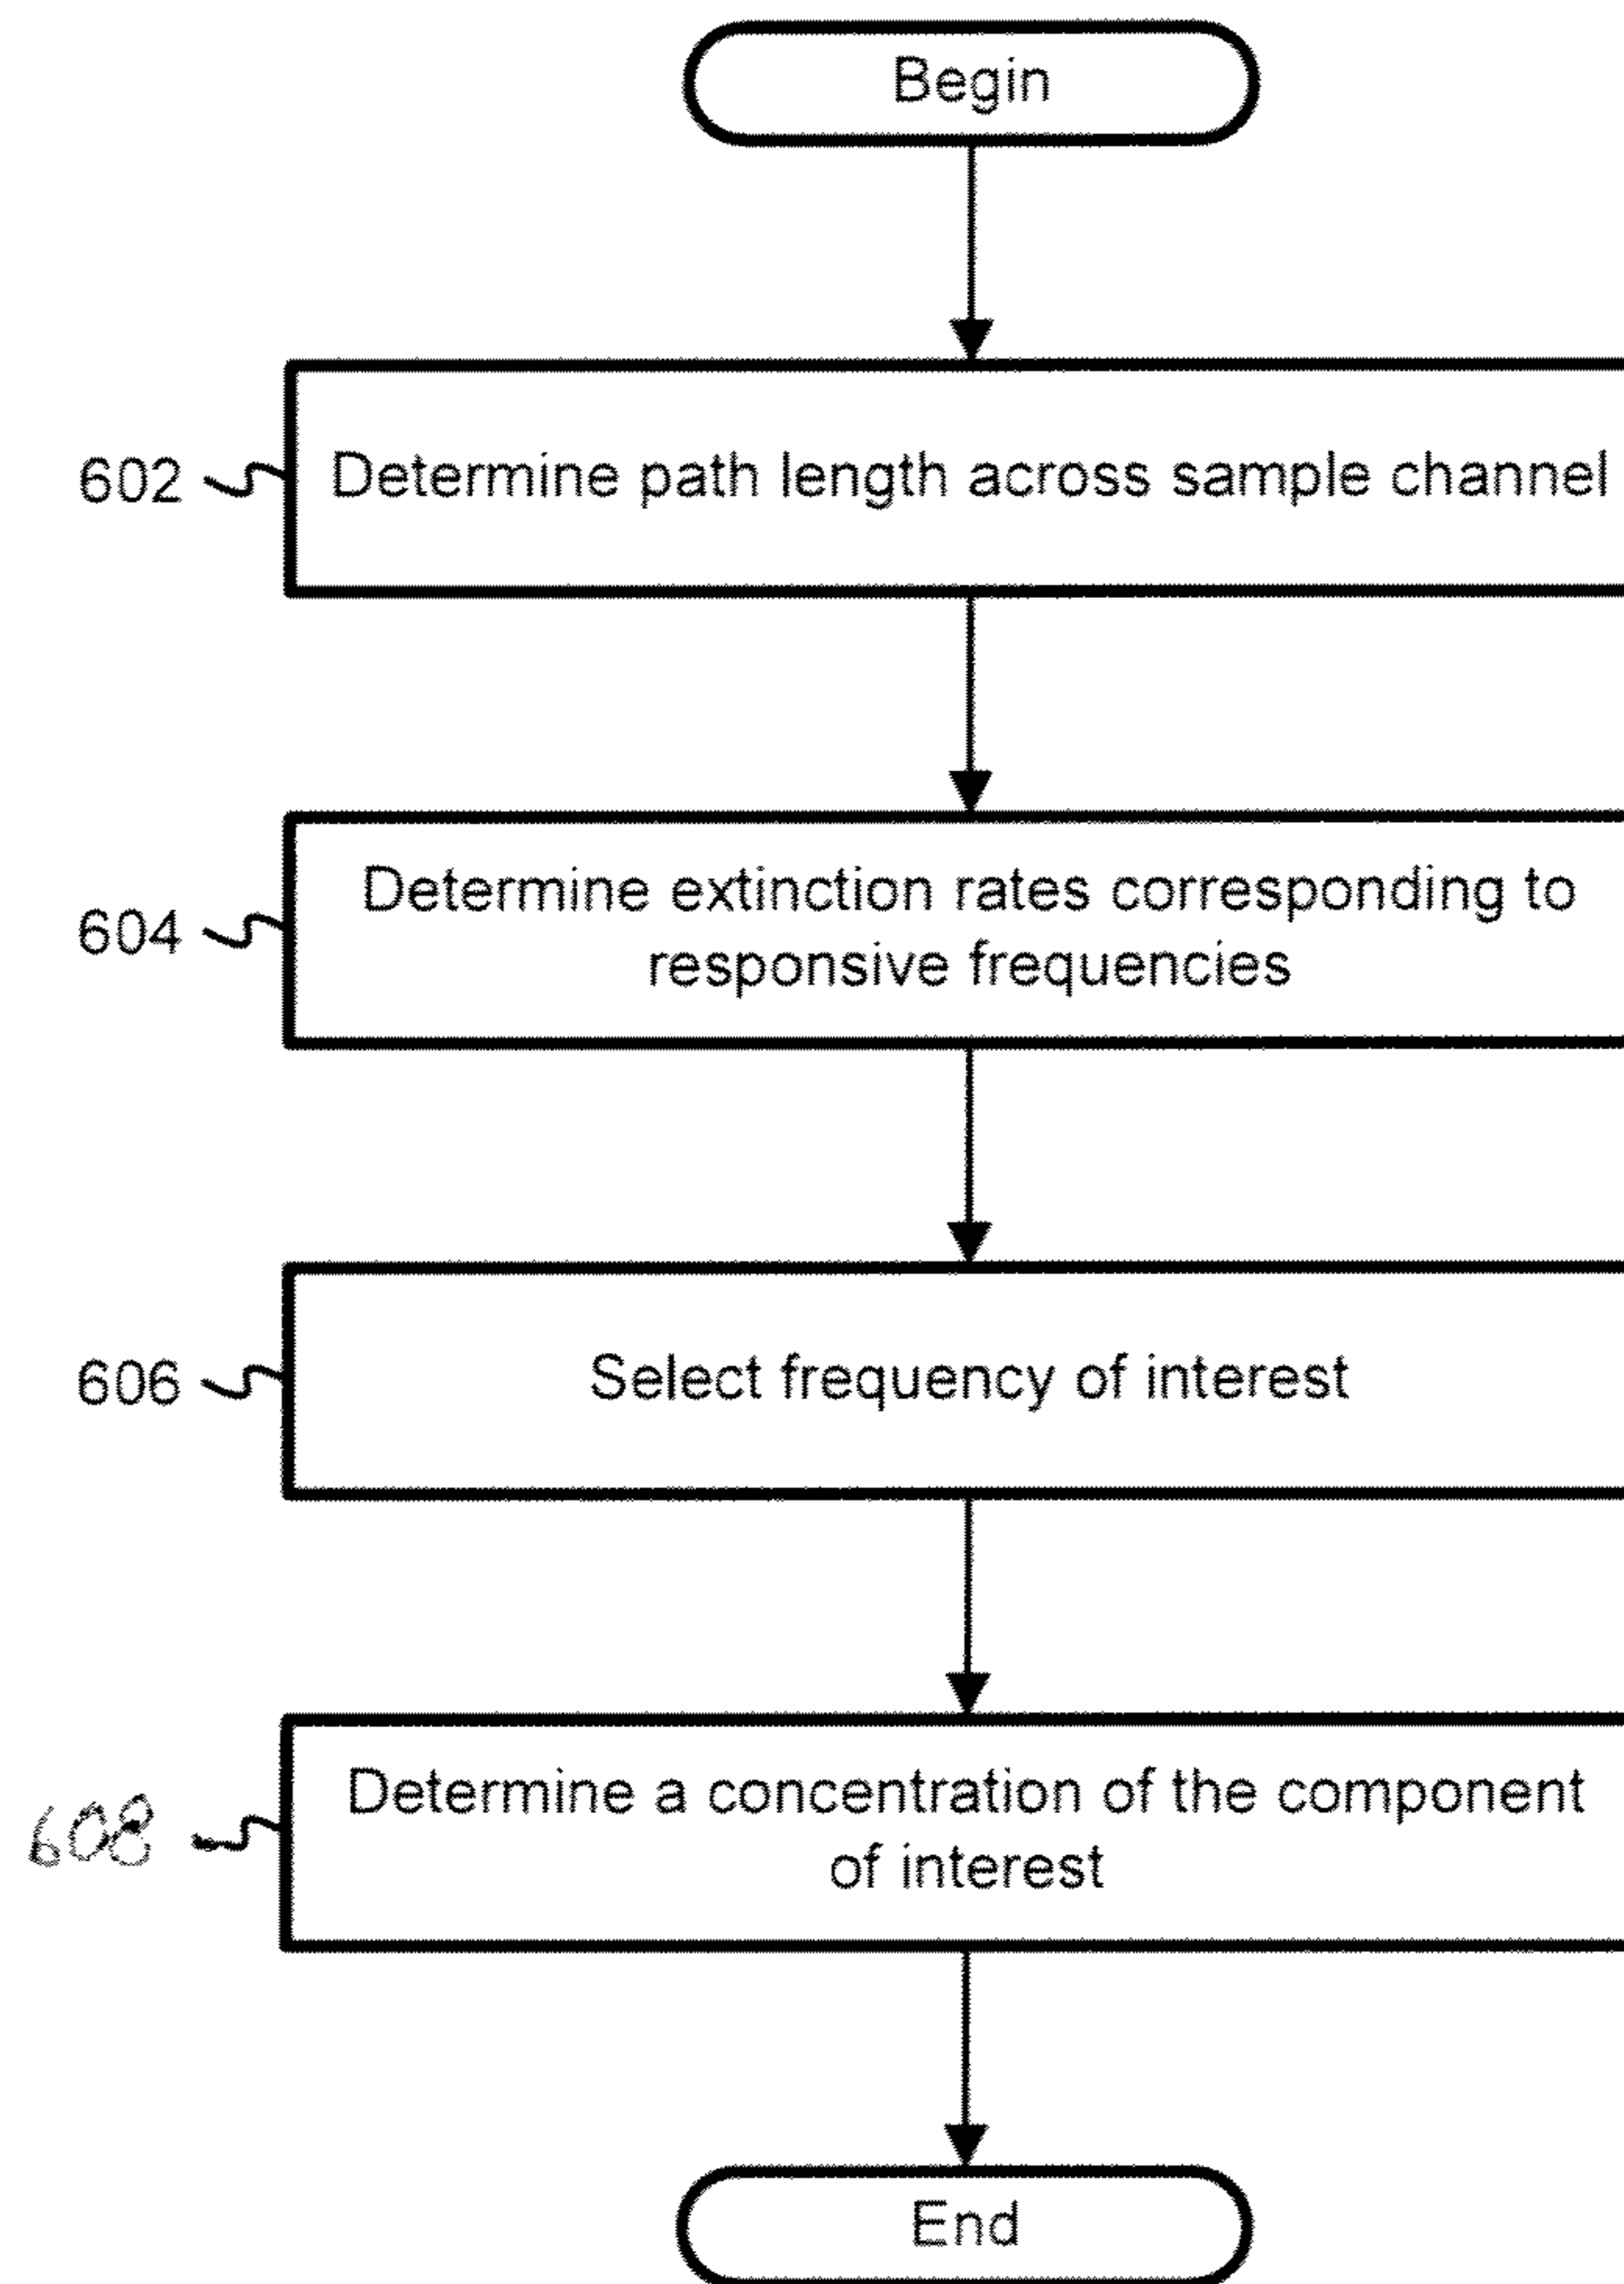 Begin
602 Determine path length across sample channel
604 Determine extinction rates corresponding to
responsive frequencies
606 Select frequency of interest
608 Determine a concentration of the component
of interest
End